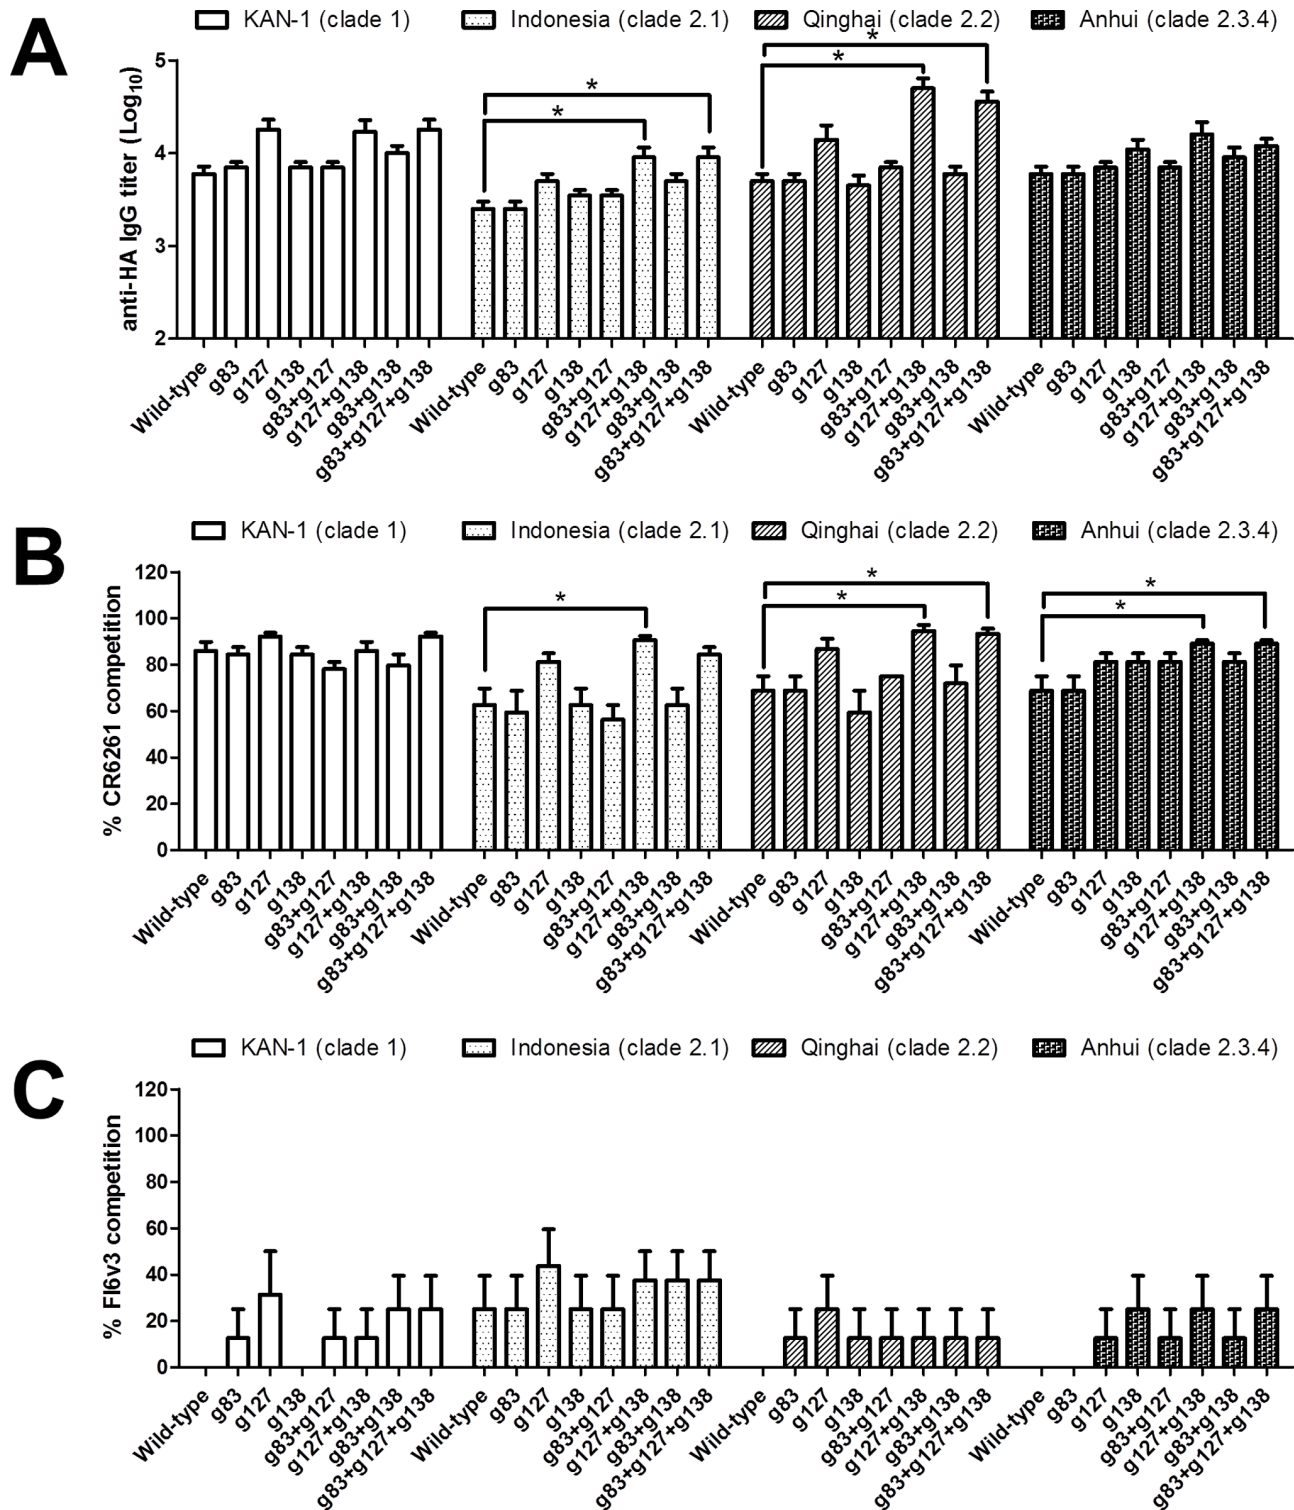 A
KAN-1 (clade 1) Indonesia (clade 2.1) Qinghai (clade 2.2) Anhui (clade 2.3.4)
anti-HA IgG titer (Log10)
5
4
3
2
* * * *
Wild-type g83 g127 g138 g83+g127 g127+g138 g83+g138 g83+g127+g138
Wild-type g83 g127 g138 g83+g127 g127+g138 g83+g138 g83+g127+g138
Wild-type g83 g127 g138 g83+g127 g127+g138 g83+g138 g83+g127+g138
Wild-type g83 g127 g138 g83+g127 g127+g138 g83+g138 g83+g127+g138
B
KAN-1 (clade 1) Indonesia (clade 2.1) Qinghai (clade 2.2) Anhui (clade 2.3.4)
% CR6261 competition
120
100
80
60
40
20
0
* * * * *
Wild-type g83 g127 g138 g83+g127 g127+g138 g83+g138 g83+g127+g138
Wild-type g83 g127 g138 g83+g127 g127+g138 g83+g138 g83+g127+g138
Wild-type g83 g127 g138 g83+g127 g127+g138 g83+g138 g83+g127+g138
Wild-type g83 g127 g138 g83+g127 g127+g138 g83+g138 g83+g127+g138
C
KAN-1 (clade 1) Indonesia (clade 2.1) Qinghai (clade 2.2) Anhui (clade 2.3.4)
% FI6v3 competition
120
100
80
60
40
20
0
Wild-type g83 g127 g138 g83+g127 g127+g138 g83+g138 g83+g127+g138
Wild-type g83 g127 g138 g83+g127 g127+g138 g83+g138 g83+g127+g138
Wild-type g83 g127 g138 g83+g127 g127+g138 g83+g138 g83+g127+g138
Wild-type g83 g127 g138 g83+g127 g127+g138 g83+g138 g83+g127+g138